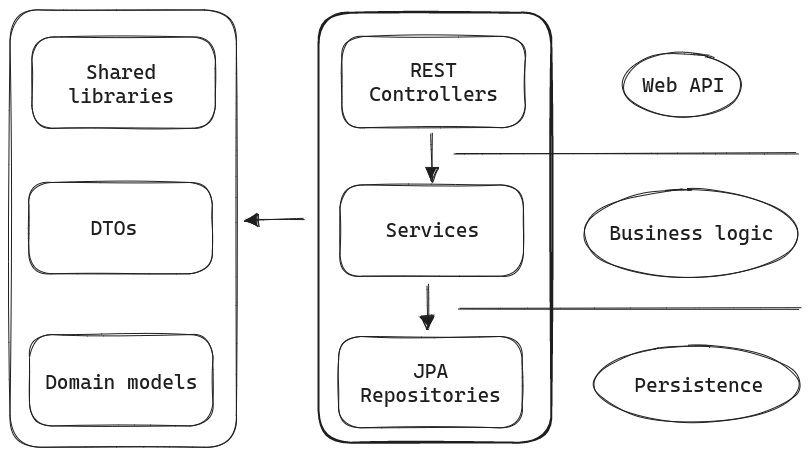 Shared
libraries
DTOs
Domain models
REST
Controllers
Services
JPA
Repositories
Web API
Business logic
Persistence